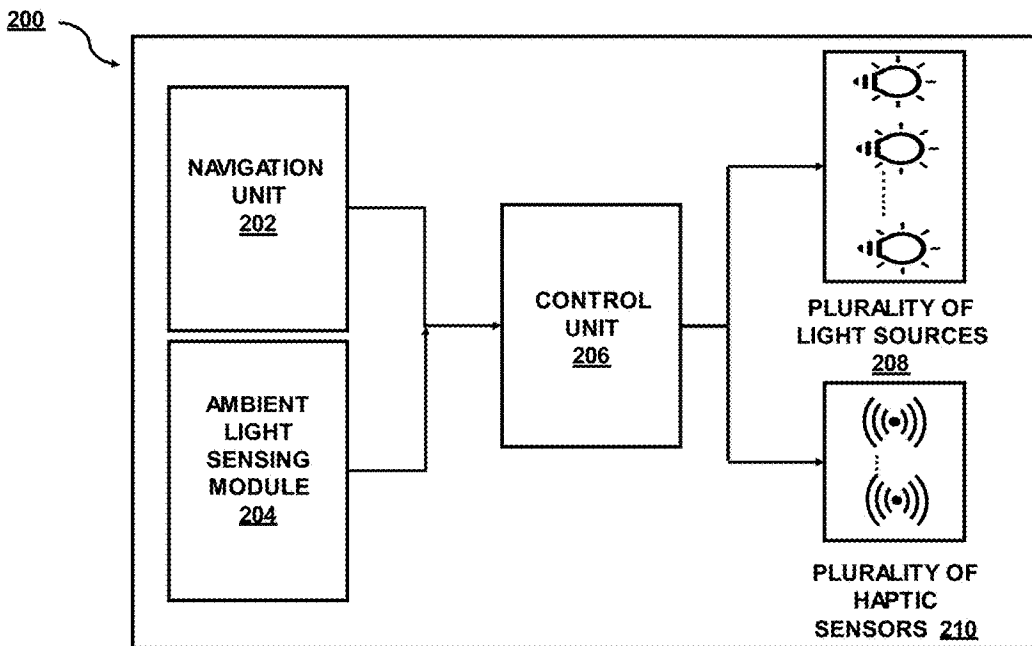 200
NAVIGATION
UNIT
202
AMBIENT
LIGHT
SENSING
MODULE
204
CONTROL
UNIT
206
PLURALITY OF
LIGHT SOURCES
208
PLURALITY OF
HAPTIC
SENSORS 210